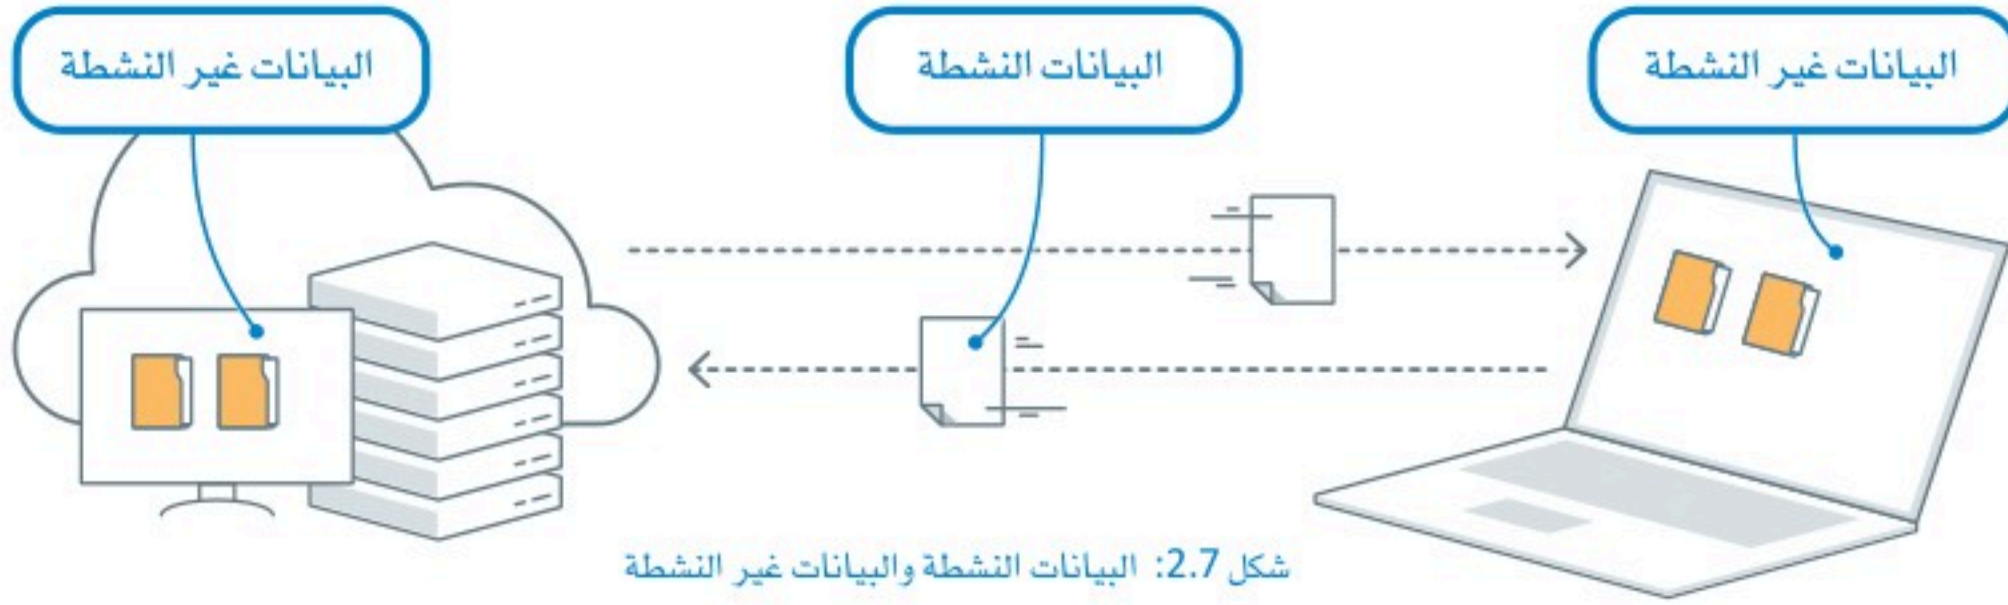 البيانات غير النشطة
البيانات النشطة
البيانات غير النشطة
شكل 2.7: البيانات النشطة والبيانات غير النشطة